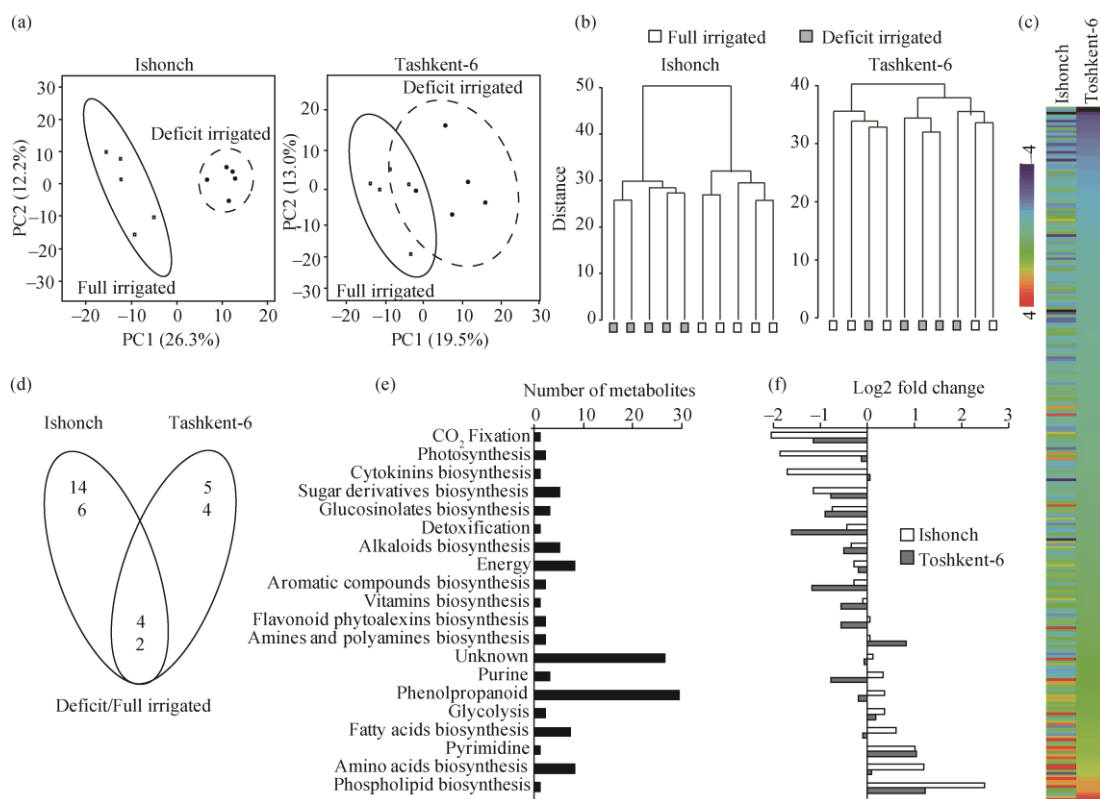 (a)
Ishonch
Tashkent-6
Deficit irrigated
Deficit irrigated
Full irrigated
Full irrigated
PC2 (12.2%)
30
20
10
0
−10
−20
−30
−20
−10
0
10
20
PC1 (26.3%)
PC2 (13.0%)
30
20
10
0
−10
−20
−30
−20 −10 0 10 20 30
PC1 (19.5%)
(b)
Full irrigated
Deficit irrigated
Ishonch
Tashkent-6
Distance
50
40
30
20
10
0
40
30
20
10
0
(c)
Ishonch
Toshkent-6
−4
4
(d)
Ishonch
Tashkent-6
14
6
5
4
4
2
Deficit/Full irrigated
(e)
Number of metabolites
0 10 20 30
CO2 Fixation
Photosynthesis
Cytokinins biosynthesis
Sugar derivatives biosynthesis
Glucosinolates biosynthesis
Detoxification
Alkaloids biosynthesis
Energy
Aromatic compounds biosynthesis
Vitamins biosynthesis
Flavonoid phytoalexins biosynthesis
Amines and polyamines biosynthesis
Unknown
Purine
Phenolpropanoid
Glycolysis
Fatty acids biosynthesis
Pyrimidine
Amino acids biosynthesis
Phospholipid biosynthesis
(f)
Log2 fold change
−2 −1 0 1 2 3
Ishonch
Toshkent-6